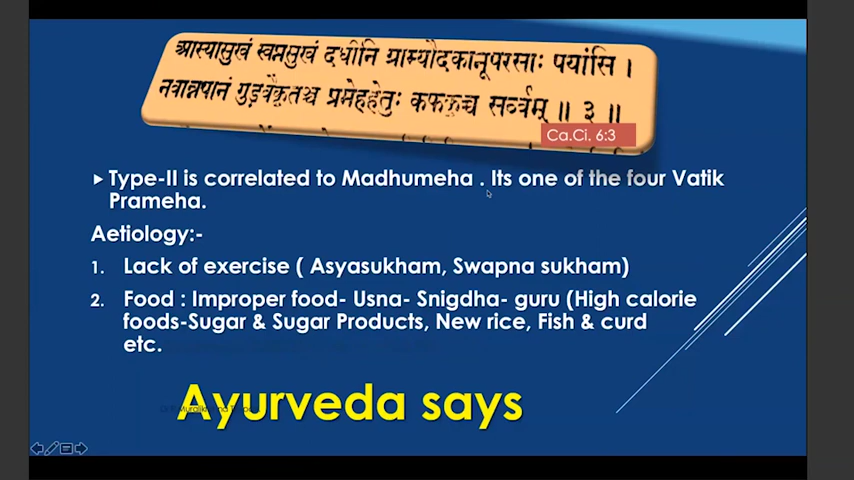 आस्यासुखं स्वप्नसुखं दधीनि ग्राम्यौदकानूपरसाः पयांसि ।
नवान्नपानं गुडवैकृतञ्च प्रमेहहेतुः कफकृच्च सर्व्वम् ॥ ३ ॥
Ca.Ci. 6:3
Type-II is correlated to Madhumeha . Its one of the four Vatik
Prameha.
Aetiology:-
1. Lack of exercise ( Asyasukham, Swapna sukham)
2. Food : Improper food- Usna- Snigdha- guru (High calorie
foods-Sugar & Sugar Products, New rice, Fish & curd
etc.
Ayurveda says